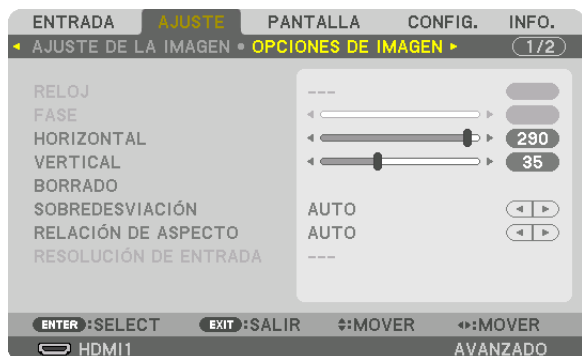 ENTRADA AJUSTE PANTALLA CONFIG. INFO.
AJUSTE DE LA IMAGEN • OPCIONES DE IMAGEN 1/2
RELOJ ---
FASE
HORIZONTAL 290
VERTICAL 35
BORRADO
SOBREDESVIACIÓN AUTO
RELACIÓN DE ASPECTO AUTO
RESOLUCIÓN DE ENTRADA ---
ENTER :SELECT EXIT :SALIR :MOVER :MOVER
HDMI1 AVANZADO